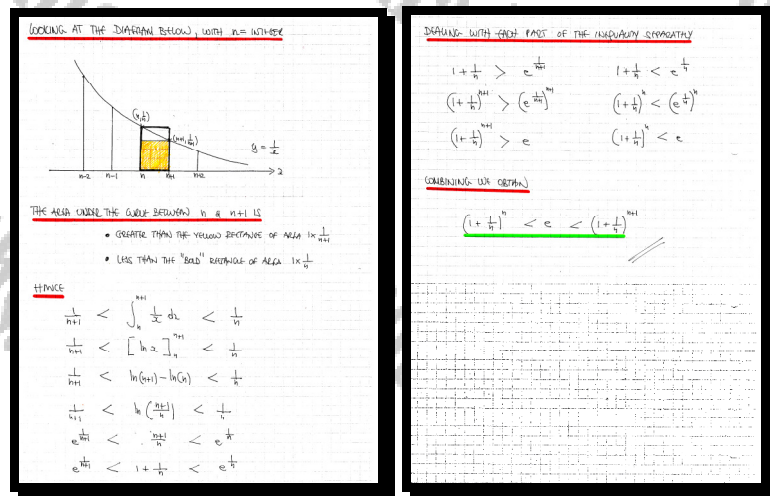 LOOKING AT THE DIAGRAM BELOW, WITH n = INTEGER
(n, 1/n)
(n+1, 1/(n+1))
y = 1/x
n-2 n-1 n n+1 n+2 x
THE AREA UNDER THE CURVE BETWEEN n & n+1 IS
• GREATER THAN THE YELLOW RECTANGLE OF AREA 1 × 1/(n+1)
• LESS THAN THE "BOLD" RECTANGLE OF AREA 1 × 1/n
HENCE
1/(n+1) < ∫_n^(n+1) 1/x dx < 1/n
1/(n+1) < [ln x]_n^(n+1) < 1/n
1/(n+1) < ln(n+1) - ln(n) < 1/n
1/(n+1) < ln((n+1)/n) < 1/n
e^(1/(n+1)) < (n+1)/n < e^(1/n)
e^(1/(n+1)) < 1 + 1/n < e^(1/n)
DEALING WITH EACH PART OF THE INEQUALITY SEPARATELY
1 + 1/n > e^(1/(n+1))
(1 + 1/n)^(n+1) > (e^(1/(n+1)))^(n+1)
(1 + 1/n)^(n+1) > e
1 + 1/n < e^(1/n)
(1 + 1/n)^n < (e^(1/n))^n
(1 + 1/n)^n < e
COMBINING WE OBTAIN
(1 + 1/n)^n < e < (1 + 1/n)^(n+1)